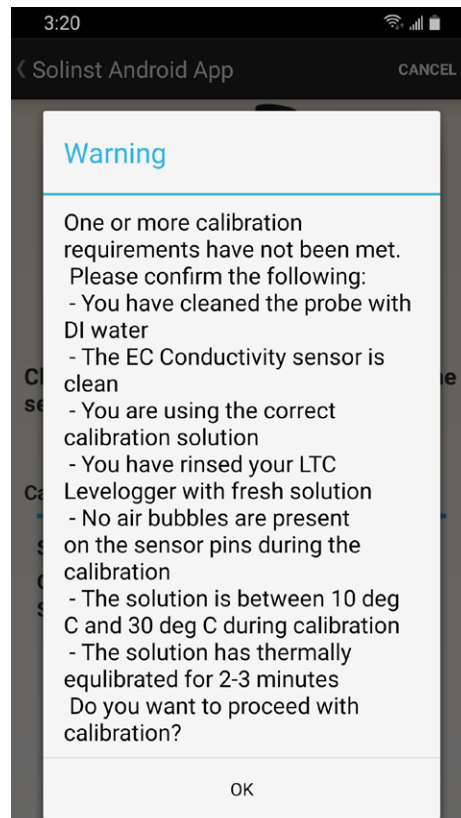 3:20
Solinst Android App
CANCEL
Warning
One or more calibration
requirements have not been met.
Please confirm the following:
- You have cleaned the probe with
DI water
- The EC Conductivity sensor is
clean
- You are using the correct
calibration solution
- You have rinsed your LTC
Levelogger with fresh solution
- No air bubbles are present
on the sensor pins during the
calibration
- The solution is between 10 deg
C and 30 deg C during calibration
- The solution has thermally
equlibrated for 2-3 minutes
Do you want to proceed with
calibration?
OK